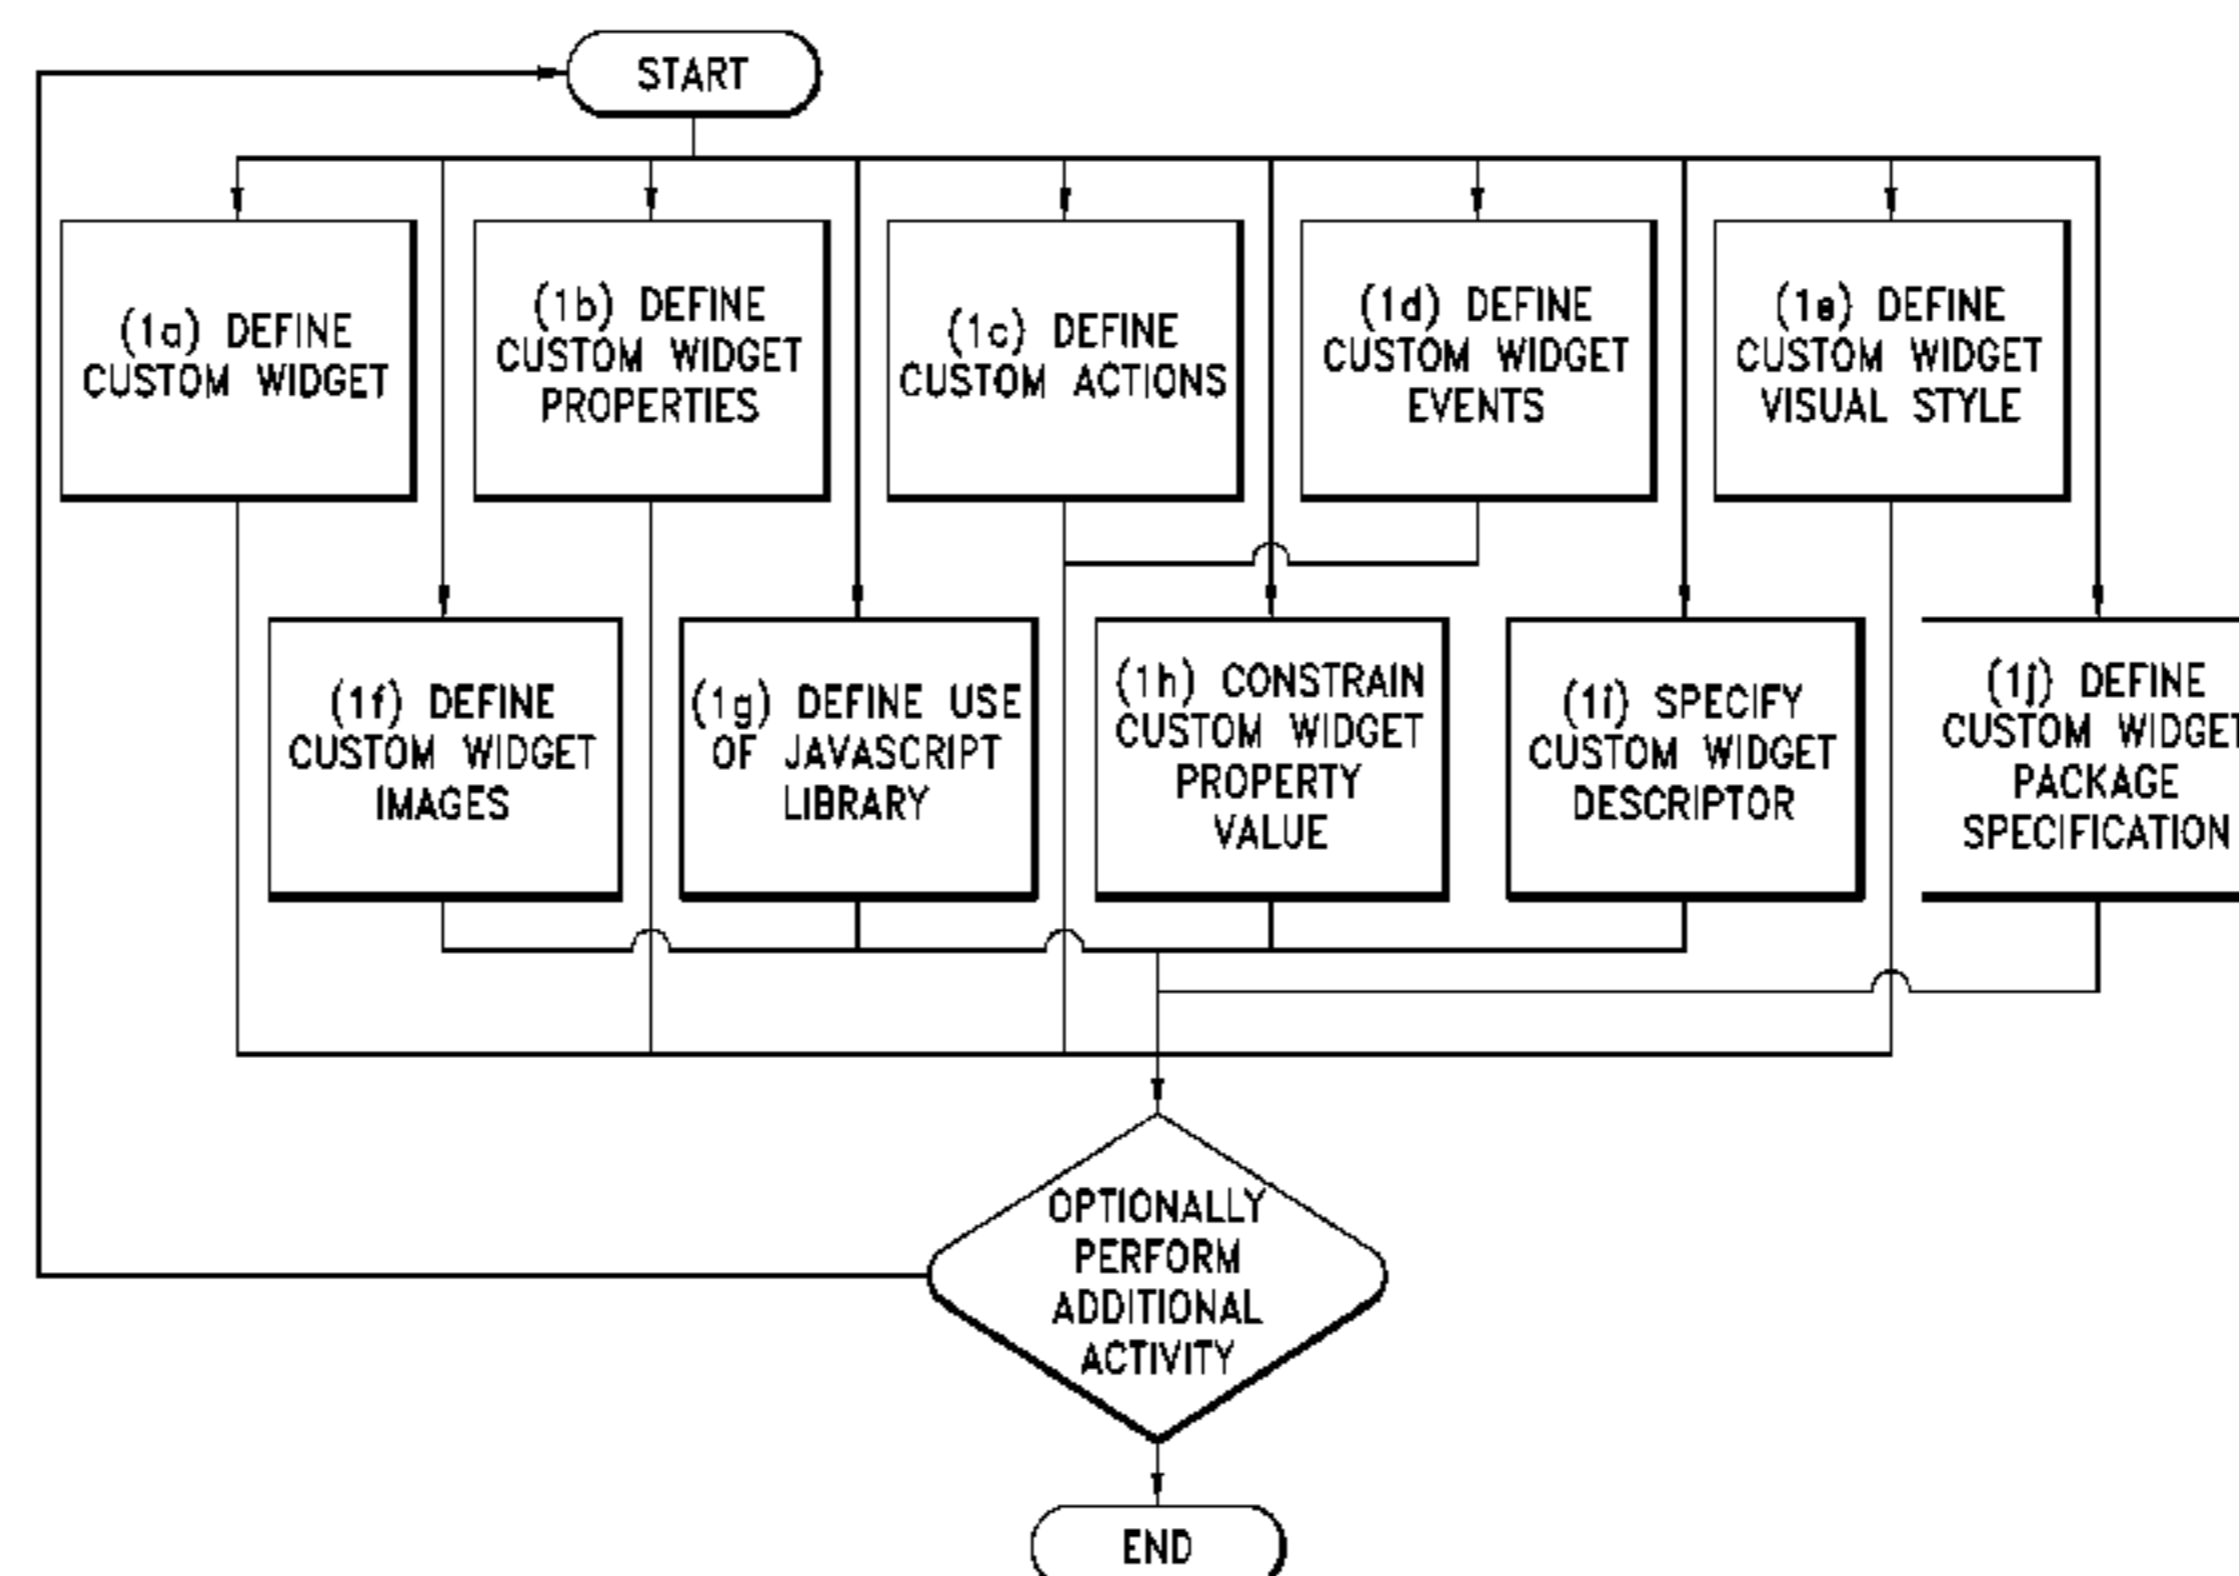 START
(1a) DEFINE
CUSTOM WIDGET
(1b) DEFINE
CUSTOM WIDGET
PROPERTIES
(1c) DEFINE
CUSTOM ACTIONS
(1d) DEFINE
CUSTOM WIDGET
EVENTS
(1e) DEFINE
CUSTOM WIDGET
VISUAL STYLE
(1f) DEFINE
CUSTOM WIDGET
IMAGES
(1g) DEFINE USE
OF JAVASCRIPT
LIBRARY
(1h) CONSTRAIN
CUSTOM WIDGET
PROPERTY
VALUE
(1i) SPECIFY
CUSTOM WIDGET
DESCRIPTOR
(1j) DEFINE
CUSTOM WIDGET
PACKAGE
SPECIFICATION
OPTIONALLY
PERFORM
ADDITIONAL
ACTIVITY
END